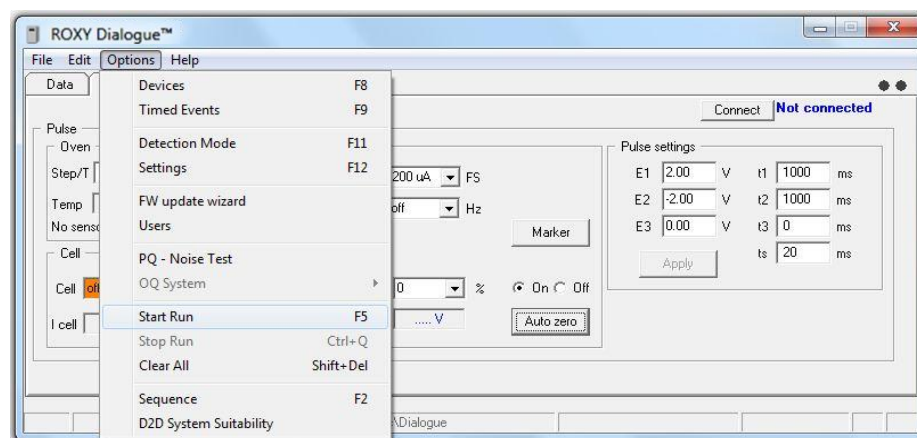 ROXY Dialogue™
File Edit Options Help
Data
Devices F8
Timed Events F9
Detection Mode F11
Settings F12
FW update wizard
Users
PQ - Noise Test
OQ System
Start Run F5
Stop Run Ctrl+Q
Clear All Shift+Del
Sequence F2
D2D System Suitability
Connect Not connected
Pulse
Oven
Step/T
Temp
No
Cell
Cell
I cell
200 uA FS
off Hz
Marker
0 % On Off
..... V Auto zero
Pulse settings
E1 2.00 V t1 1000 ms
E2 -2.00 V t2 1000 ms
E3 0.00 V t3 0 ms
Apply ts 20 ms
\Dialogue